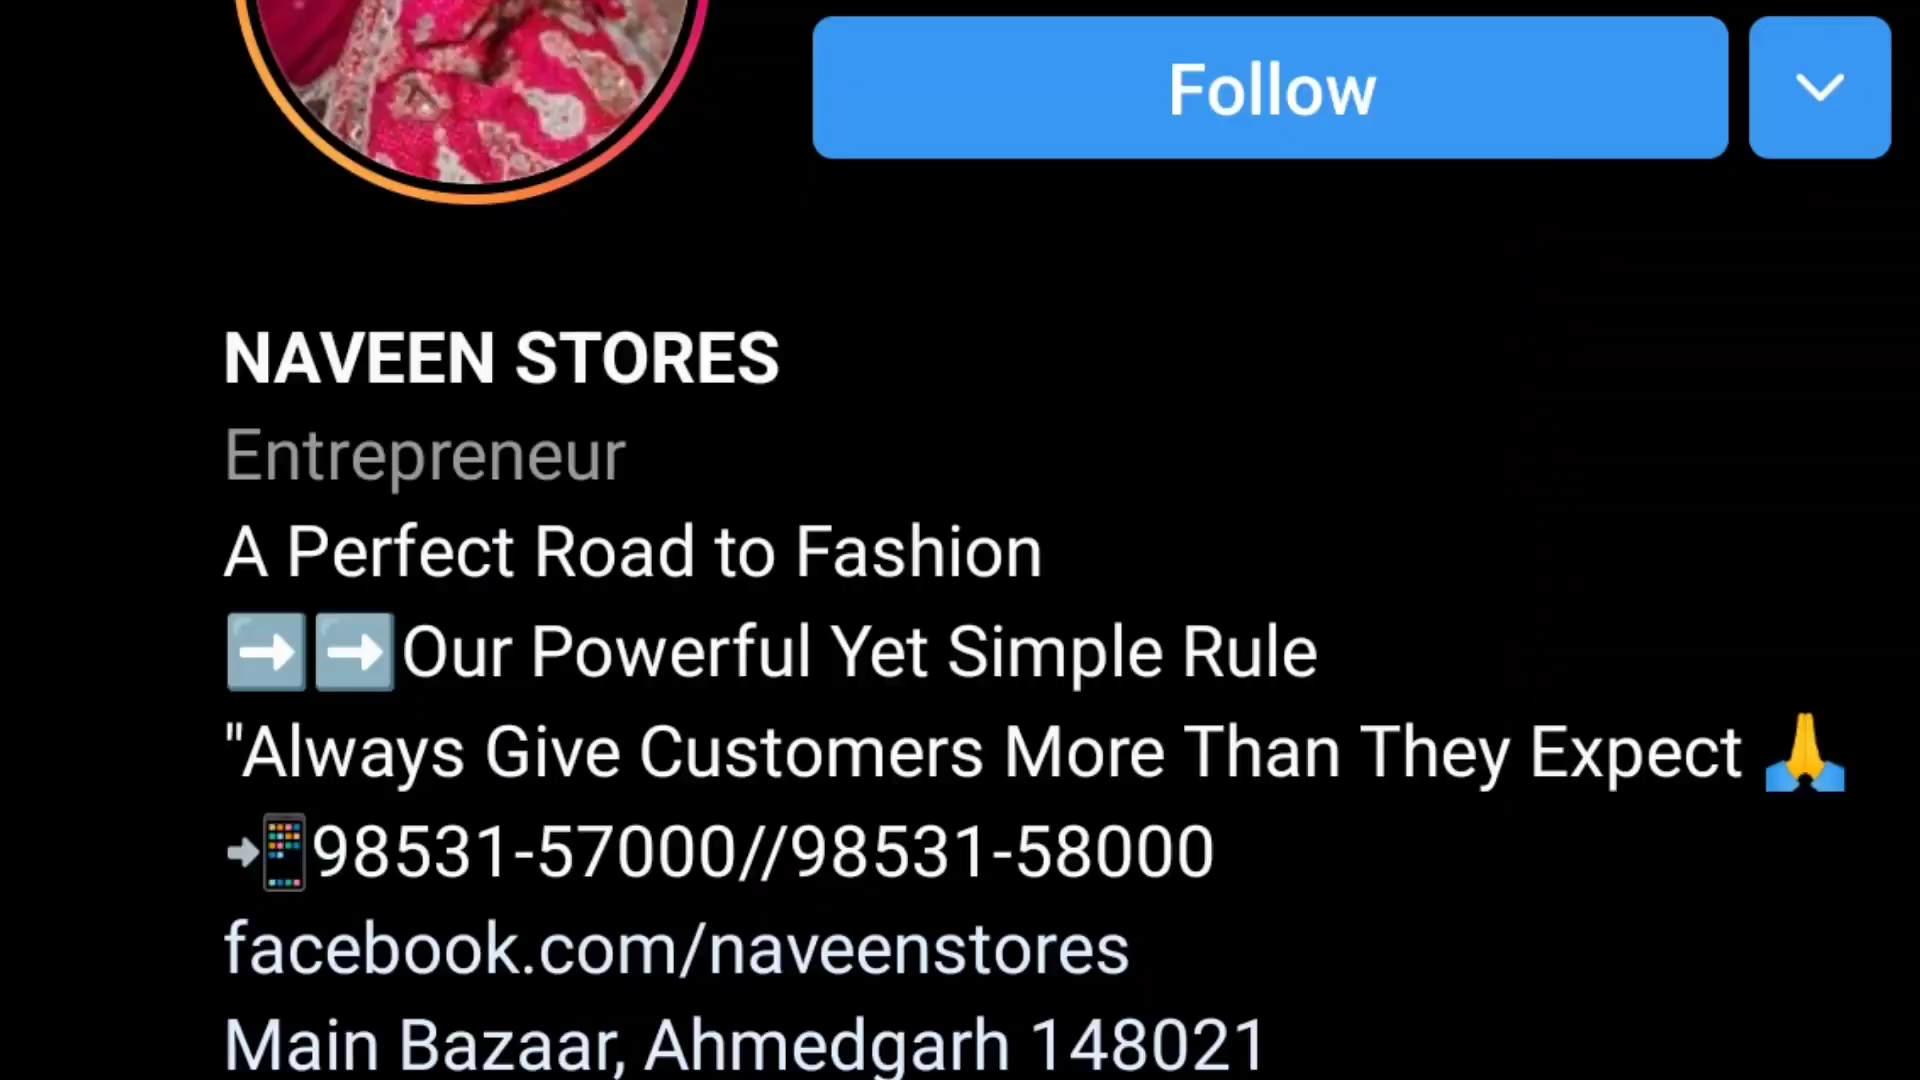 Follow
NAVEEN STORES
Entrepreneur
A Perfect Road to Fashion
➡️➡️Our Powerful Yet Simple Rule
"Always Give Customers More Than They Expect 🙏
📲98531-57000//98531-58000
facebook.com/naveenstores
Main Bazaar, Ahmedgarh 148021